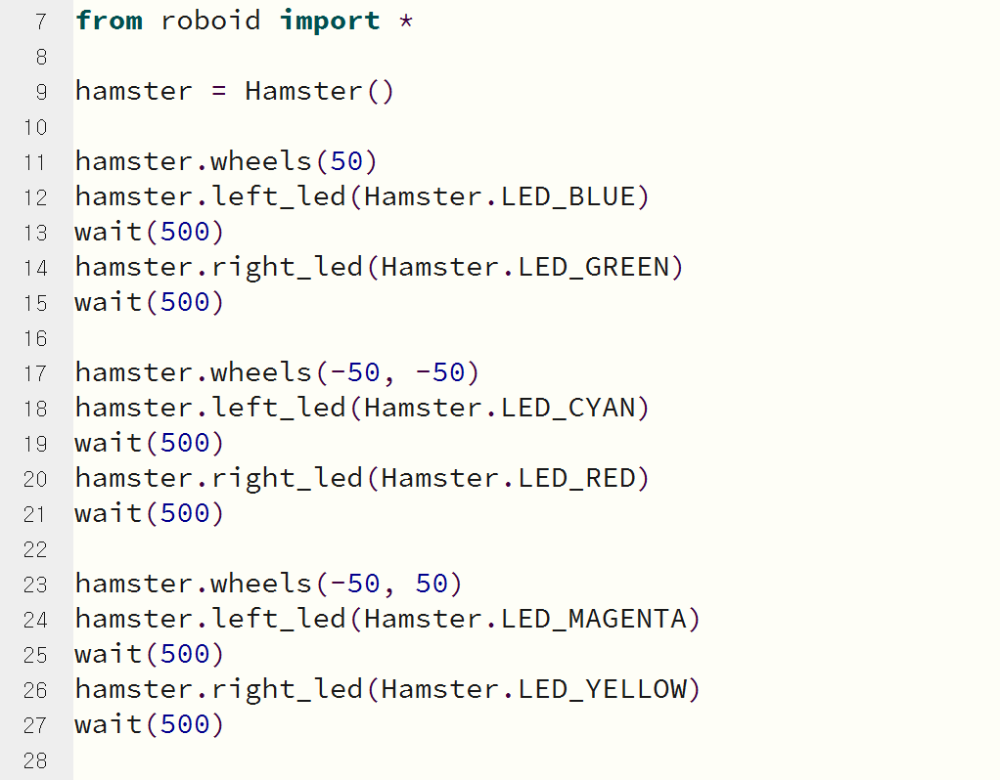 7 from roboid import *
8
9 hamster = Hamster()
10
11 hamster.wheels(50)
12 hamster.left_led(Hamster.LED_BLUE)
13 wait(500)
14 hamster.right_led(Hamster.LED_GREEN)
15 wait(500)
16
17 hamster.wheels(-50, -50)
18 hamster.left_led(Hamster.LED_CYAN)
19 wait(500)
20 hamster.right_led(Hamster.LED_RED)
21 wait(500)
22
23 hamster.wheels(-50, 50)
24 hamster.left_led(Hamster.LED_MAGENTA)
25 wait(500)
26 hamster.right_led(Hamster.LED_YELLOW)
27 wait(500)
28